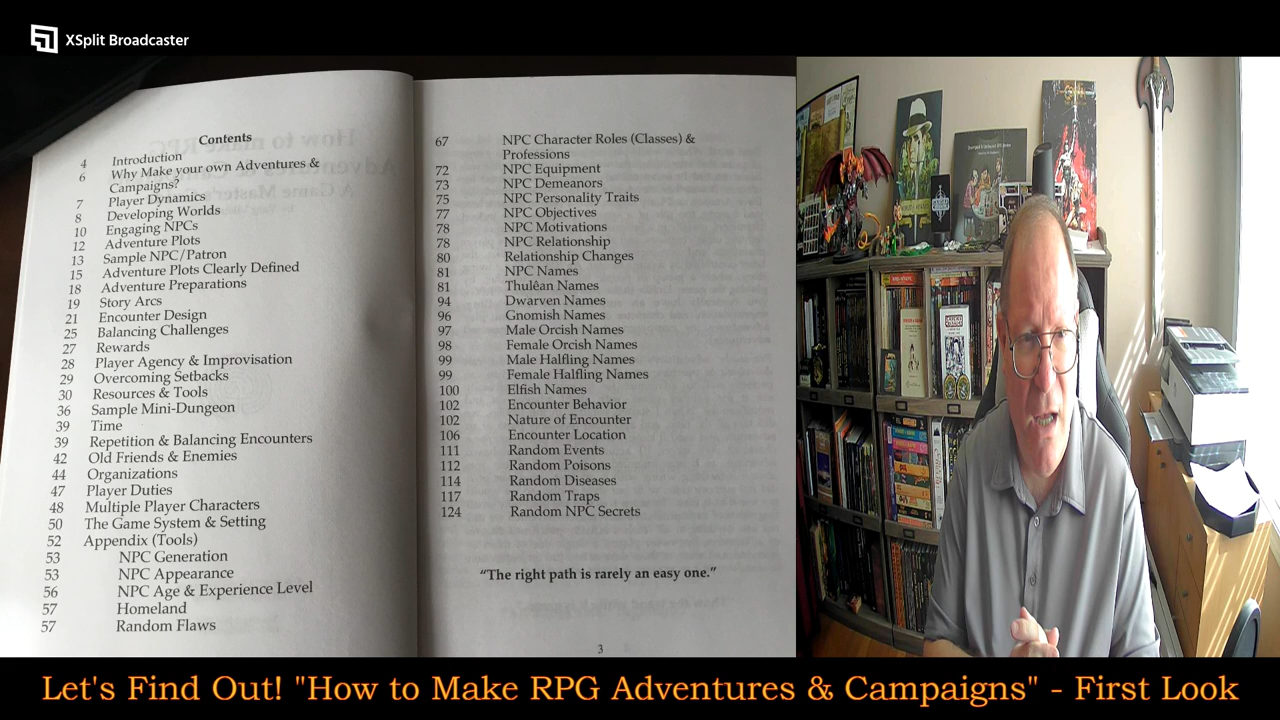 XSplit Broadcaster
Contents
4 Introduction
6 Why Make your own Adventures &
Campaigns?
7 Player Dynamics
8 Developing Worlds
10 Engaging NPCs
12 Adventure Plots
13 Sample NPC/Patron
15 Adventure Plots Clearly Defined
18 Adventure Preparations
19 Story Arcs
21 Encounter Design
25 Balancing Challenges
27 Rewards
28 Player Agency & Improvisation
29 Overcoming Setbacks
30 Resources & Tools
36 Sample Mini-Dungeon
39 Time
39 Repetition & Balancing Encounters
42 Old Friends & Enemies
44 Organizations
47 Player Duties
48 Multiple Player Characters
50 The Game System & Setting
52 Appendix (Tools)
53 NPC Generation
53 NPC Appearance
56 NPC Age & Experience Level
57 Homeland
57 Random Flaws
67 NPC Character Roles (Classes) &
Professions
72 NPC Equipment
73 NPC Demeanors
75 NPC Personality Traits
77 NPC Objectives
78 NPC Motivations
78 NPC Relationship
80 Relationship Changes
81 NPC Names
81 Thulêan Names
94 Dwarven Names
96 Gnomish Names
97 Male Orcish Names
98 Female Orcish Names
99 Male Halfling Names
99 Female Halfling Names
100 Elfish Names
102 Encounter Behavior
102 Nature of Encounter
106 Encounter Location
111 Random Events
112 Random Poisons
114 Random Diseases
117 Random Traps
124 Random NPC Secrets
"The right path is rarely an easy one."
3
Let's Find Out! "How to Make RPG Adventures & Campaigns" - First Look